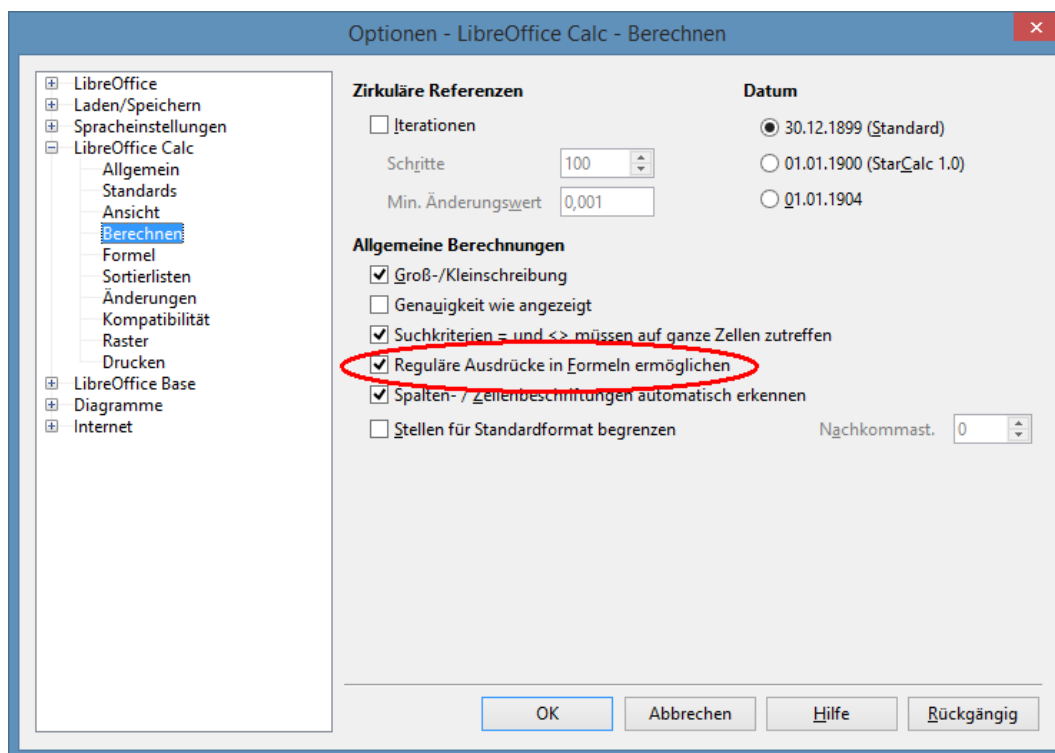 Optionen - LibreOffice Calc - Berechnen
LibreOffice
Laden/Speichern
Spracheinstellungen
LibreOffice Calc
Allgemein
Standards
Ansicht
Berechnen
Formel
Sortierlisten
Änderungen
Kompatibilität
Raster
Drucken
LibreOffice Base
Diagramme
Internet
Zirkuläre Referenzen
Iterationen
Schritte 100
Min. Änderungswert 0,001
Datum
30.12.1899 (Standard)
01.01.1900 (StarCalc 1.0)
01.01.1904
Allgemeine Berechnungen
Groß-/Kleinschreibung
Genauigkeit wie angezeigt
Suchkriterien = und <> müssen auf ganze Zellen zutreffen
Reguläre Ausdrücke in Formeln ermöglichen
Spalten- / Zeilenbeschriftungen automatisch erkennen
Stellen für Standardformat begrenzen Nachkommast. 0
OK Abbrechen Hilfe Rückgängig